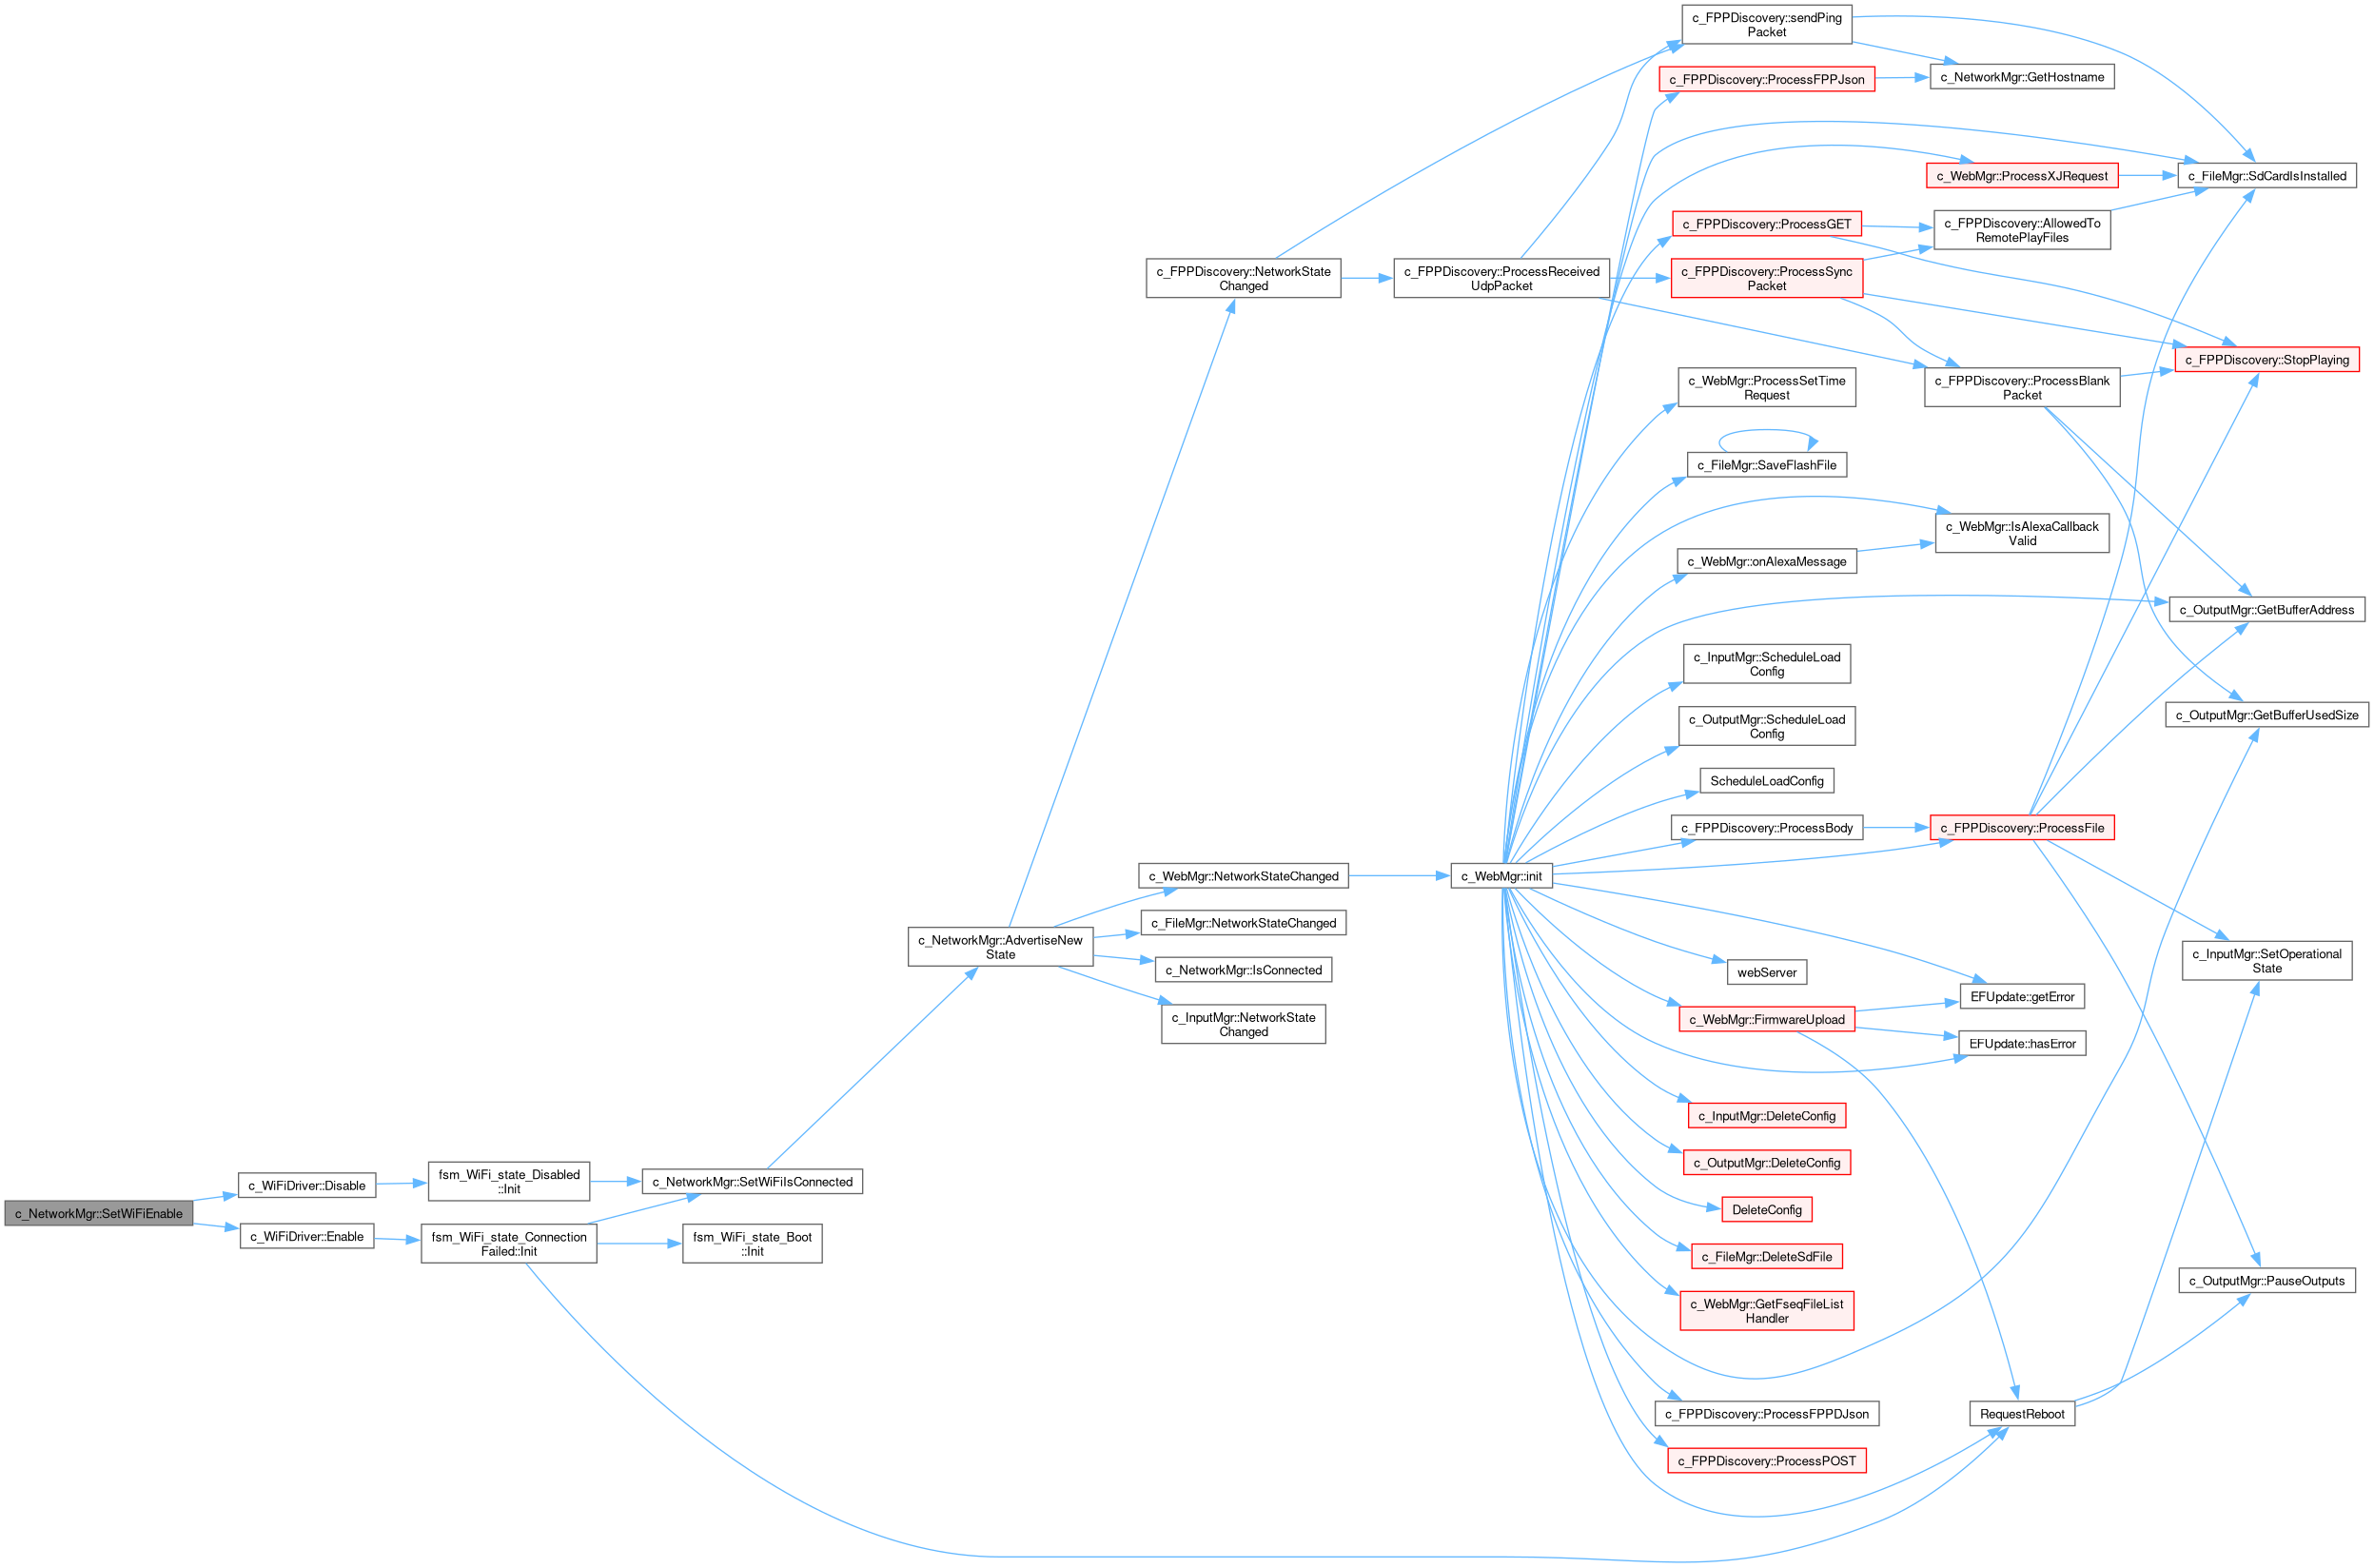 c_FPPDiscovery::sendPing
Packet
c_FPPDiscovery::ProcessFPPJson
c_NetworkMgr::GetHostname
c_WebMgr::ProcessXJRequest
c_FileMgr::SdCardIsInstalled
c_FPPDiscovery::ProcessGET
c_FPPDiscovery::AllowedTo
RemotePlayFiles
c_FPPDiscovery::NetworkState
Changed
c_FPPDiscovery::ProcessReceived
UdpPacket
c_FPPDiscovery::ProcessSync
Packet
c_FPPDiscovery::StopPlaying
c_WebMgr::ProcessSetTime
Request
c_FPPDiscovery::ProcessBlank
Packet
c_FileMgr::SaveFlashFile
c_WebMgr::IsAlexaCallback
Valid
c_WebMgr::onAlexaMessage
c_OutputMgr::GetBufferAddress
c_InputMgr::ScheduleLoad
Config
c_OutputMgr::ScheduleLoad
Config
c_OutputMgr::GetBufferUsedSize
ScheduleLoadConfig
c_FPPDiscovery::ProcessBody
c_FPPDiscovery::ProcessFile
c_WebMgr::NetworkStateChanged
c_WebMgr::init
c_FileMgr::NetworkStateChanged
c_NetworkMgr::AdvertiseNew
State
c_NetworkMgr::IsConnected
c_InputMgr::NetworkState
Changed
webServer
c_InputMgr::SetOperational
State
EFUpdate::getError
c_WebMgr::FirmwareUpload
EFUpdate::hasError
c_InputMgr::DeleteConfig
c_OutputMgr::DeleteConfig
c_WiFiDriver::Disable
fsm_WiFi_state_Disabled
::Init
c_NetworkMgr::SetWiFiIsConnected
c_NetworkMgr::SetWiFiEnable
DeleteConfig
c_WiFiDriver::Enable
fsm_WiFi_state_Connection
Failed::Init
fsm_WiFi_state_Boot
::Init
c_FileMgr::DeleteSdFile
c_OutputMgr::PauseOutputs
c_WebMgr::GetFseqFileList
Handler
c_FPPDiscovery::ProcessFPPDJson
RequestReboot
c_FPPDiscovery::ProcessPOST